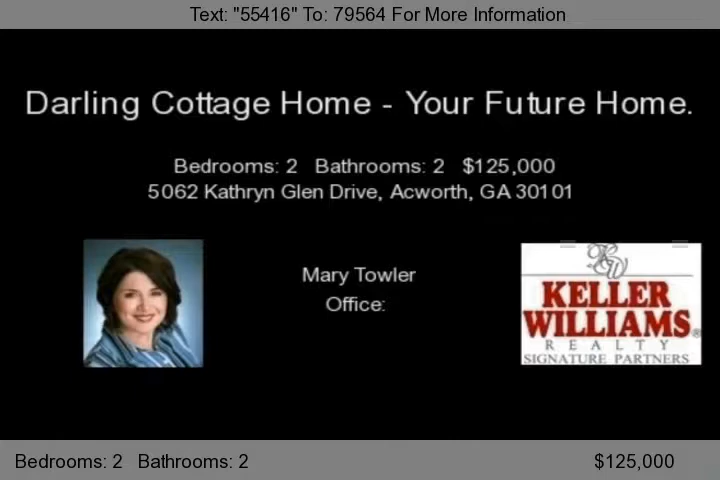 Text: "55416" To: 79564 For More Information
Darling Cottage Home - Your Future Home.
Bedrooms: 2 Bathrooms: 2 $125,000
5062 Kathryn Glen Drive, Acworth, GA 30101
Mary Towler
Office:
KW
KELLER
WILLIAMS®
REALTY
SIGNATURE PARTNERS
Bedrooms: 2 Bathrooms: 2 $125,000